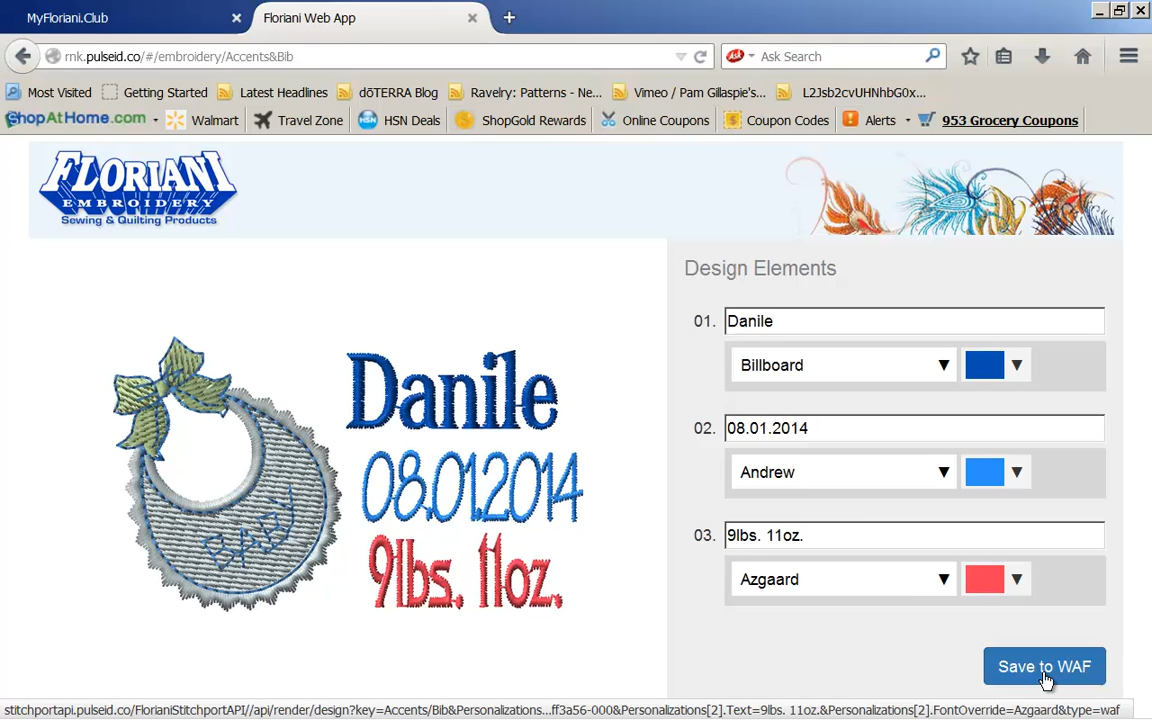 MyFloriani.Club
Floriani Web App
rnk.pulseid.co/#/embroidery/Accents&Bib
Ask
Ask Search
Most Visited
Getting Started
Latest Headlines
dōTERRA Blog
Ravelry: Patterns - Ne...
Vimeo / Pam Gillaspie's...
L2Jsb2cvUHNhbG0x...
ShopAtHome.com
Walmart
Travel Zone
HSN Deals
ShopGold Rewards
Online Coupons
Coupon Codes
Alerts
953 Grocery Coupons
FLORIANI
EMBROIDERY
Sewing & Quilting Products
BABY
Danile
08.01.2014
9lbs. 11oz.
Design Elements
01. Danile
Billboard
02. 08.01.2014
Andrew
03. 9lbs. 11oz.
Azgaard
Save to WAF
stitchportapi.pulseid.co/FlorianiStitchportAPI//api/render/design?key=Accents/Bib&Personalizations...ff3a56-000&Personalizations[2].Text=9lbs. 11oz.&Personalizations[2].FontOverride=Azgaard&type=waf